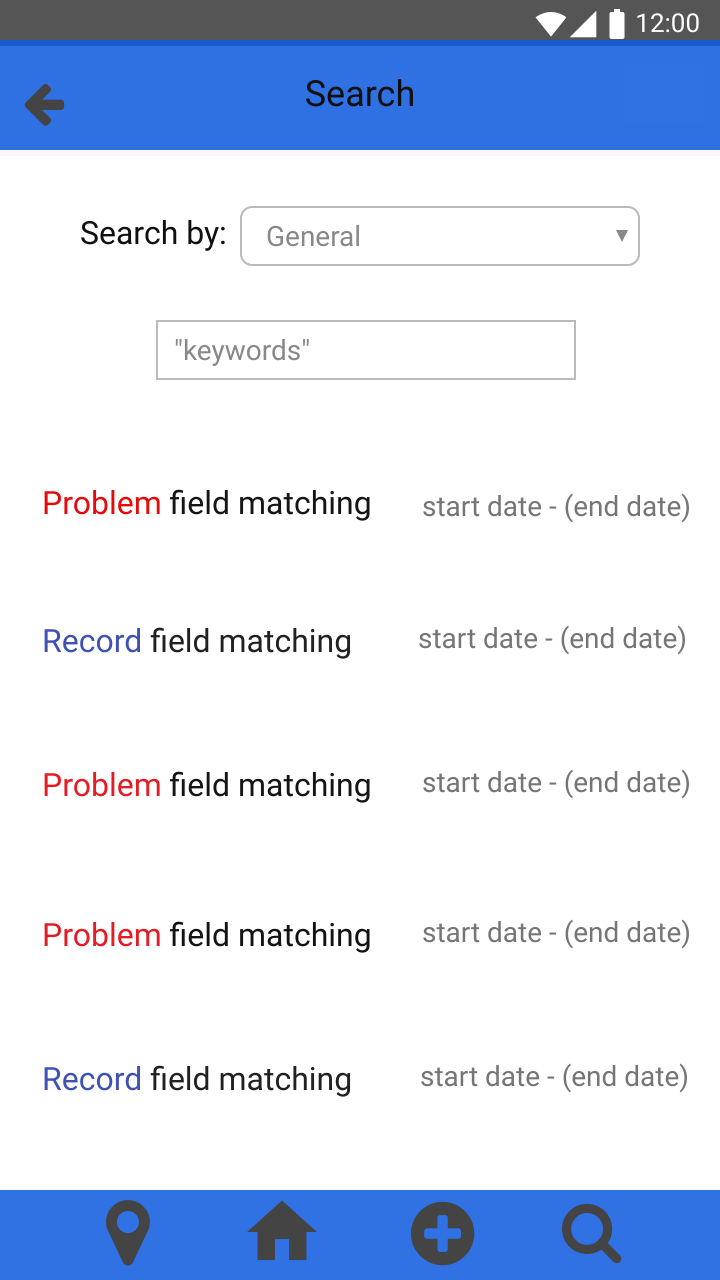 12:00
Search
Search by: General
"keywords"
Problem field matching start date - (end date)
Record field matching start date - (end date)
Problem field matching start date - (end date)
Problem field matching start date - (end date)
Record field matching start date - (end date)